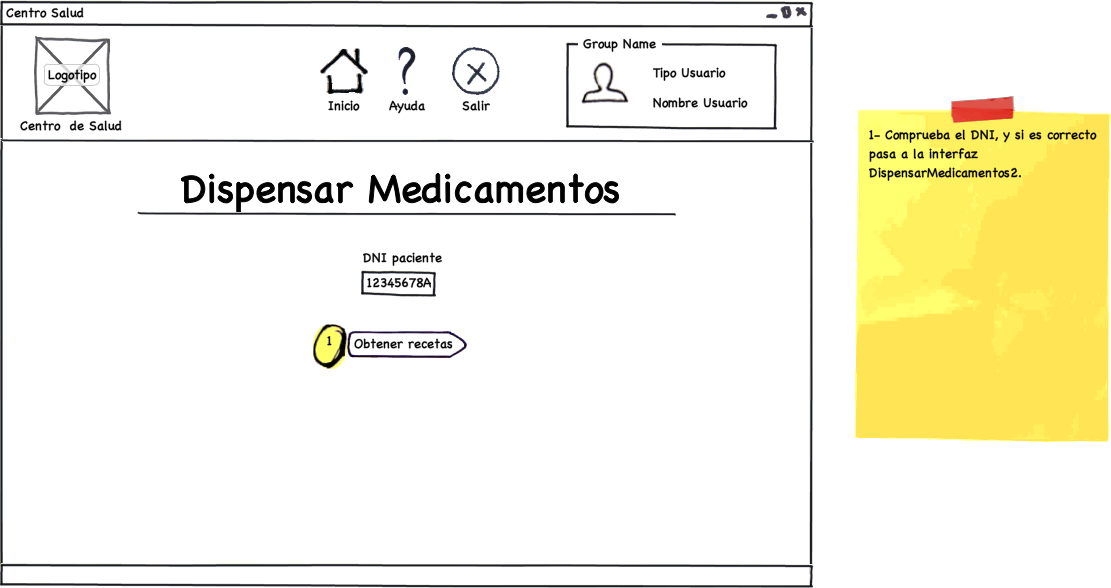 Centro Salud
Logotipo
Centro de Salud
Inicio
Ayuda
Salir
Group Name
Tipo Usuario
Nombre Usuario
Dispensar Medicamentos
DNI paciente
12345678A
1
Obtener recetas
1- Comprueba el DNI, y si es correcto
pasa a la interfaz
DispensarMedicamentos2.